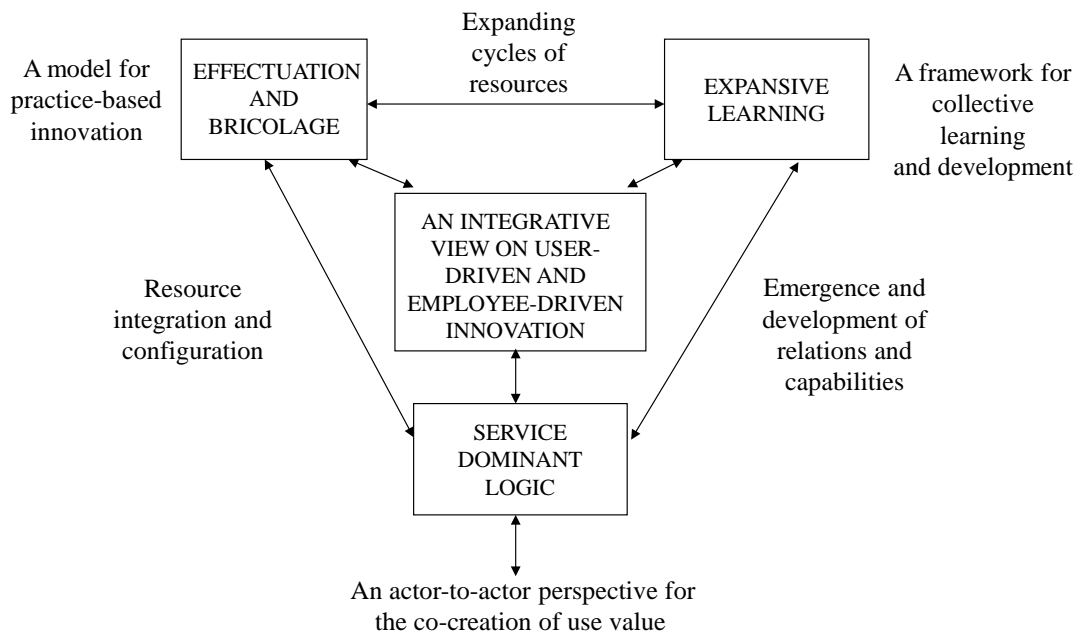 Expanding
cycles of
resources
A model for
practice-based
innovation
EFFECTUATION
AND
BRICOLAGE
EXPANSIVE
LEARNING
A framework for
collective
learning
and development
AN INTEGRATIVE
VIEW ON USER-
DRIVEN AND
EMPLOYEE-DRIVEN
INNOVATION
Resource
integration and
configuration
Emergence and
development of
relations and
capabilities
SERVICE
DOMINANT
LOGIC
An actor-to-actor perspective for
the co-creation of use value